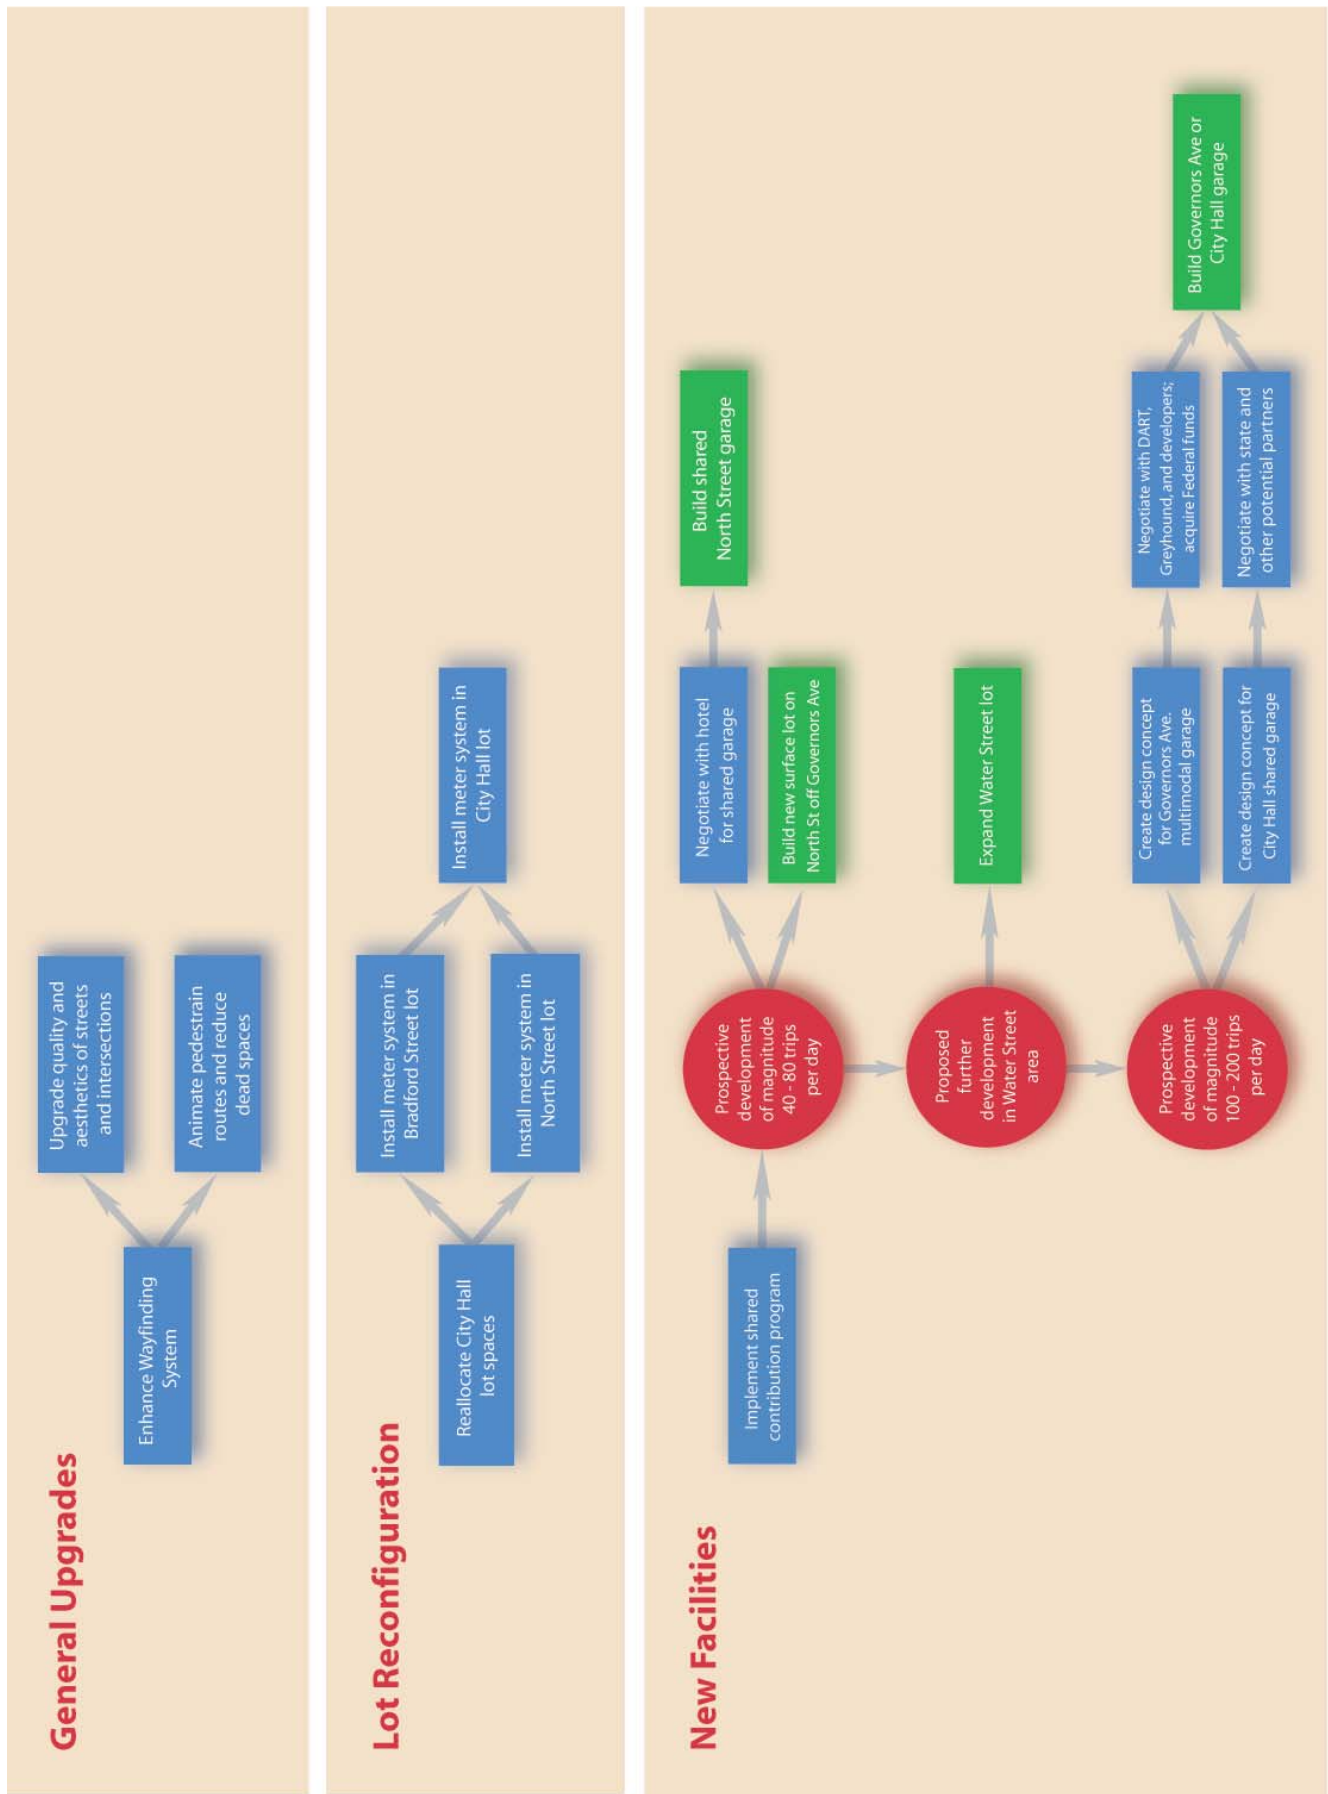 General Upgrades
Enhance Wayfinding
System
Upgrade quality and
aesthetics of streets
and intersections
Animate pedestrain
routes and reduce
dead spaces
Lot Reconfiguration
Reallocate City Hall
lot spaces
Install meter system in
Bradford Street lot
Install meter system in
North Street lot
Install meter system in
City Hall lot
New Facilities
Implement shared
contribution program
Prospective
development
of magnitude
40 - 80 trips
per day
Negotiate with hotel
for shared garage
Build shared
North Street garage
Build new surface lot on
North St off Governors Ave
Proposed
further
development
in Water Street
area
Expand Water Street lot
Prospective
development
of magnitude
100 - 200 trips
per day
Create design concept
for Governors Ave.
multimodal garage
Negotiate with DART,
Greyhound, and developers;
acquire Federal funds
Create design concept for
City Hall shared garage
Negotiate with state and
other potential partners
Build Governors Ave or
City Hall garage